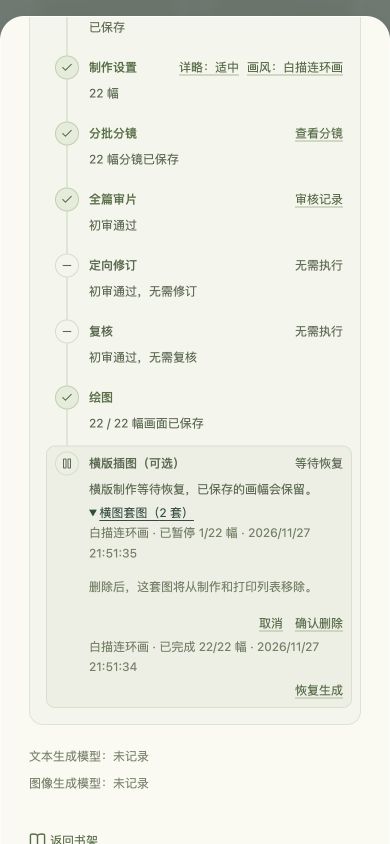 已保存
制作设置 详略：适中 画风：白描连环画
22 幅
分批分镜 查看分镜
22 幅分镜已保存
全篇审片 审核记录
初审通过
定向修订 无需执行
初审通过，无需修订
复核 无需执行
初审通过，无需复核
绘图
22 / 22 幅画面已保存
横版插图（可选） 等待恢复
横版制作等待恢复，已保存的画幅会保留。
▼横图套图（2 套）
白描连环画 · 已暂停 1/22 幅 · 2026/11/27
21:51:35
删除后，这套图将从制作和打印列表移除。
取消 确认删除
白描连环画 · 已完成 22/22 幅 · 2026/11/27
21:51:34
恢复生成
文本生成模型：未记录
图像生成模型：未记录
返回书架